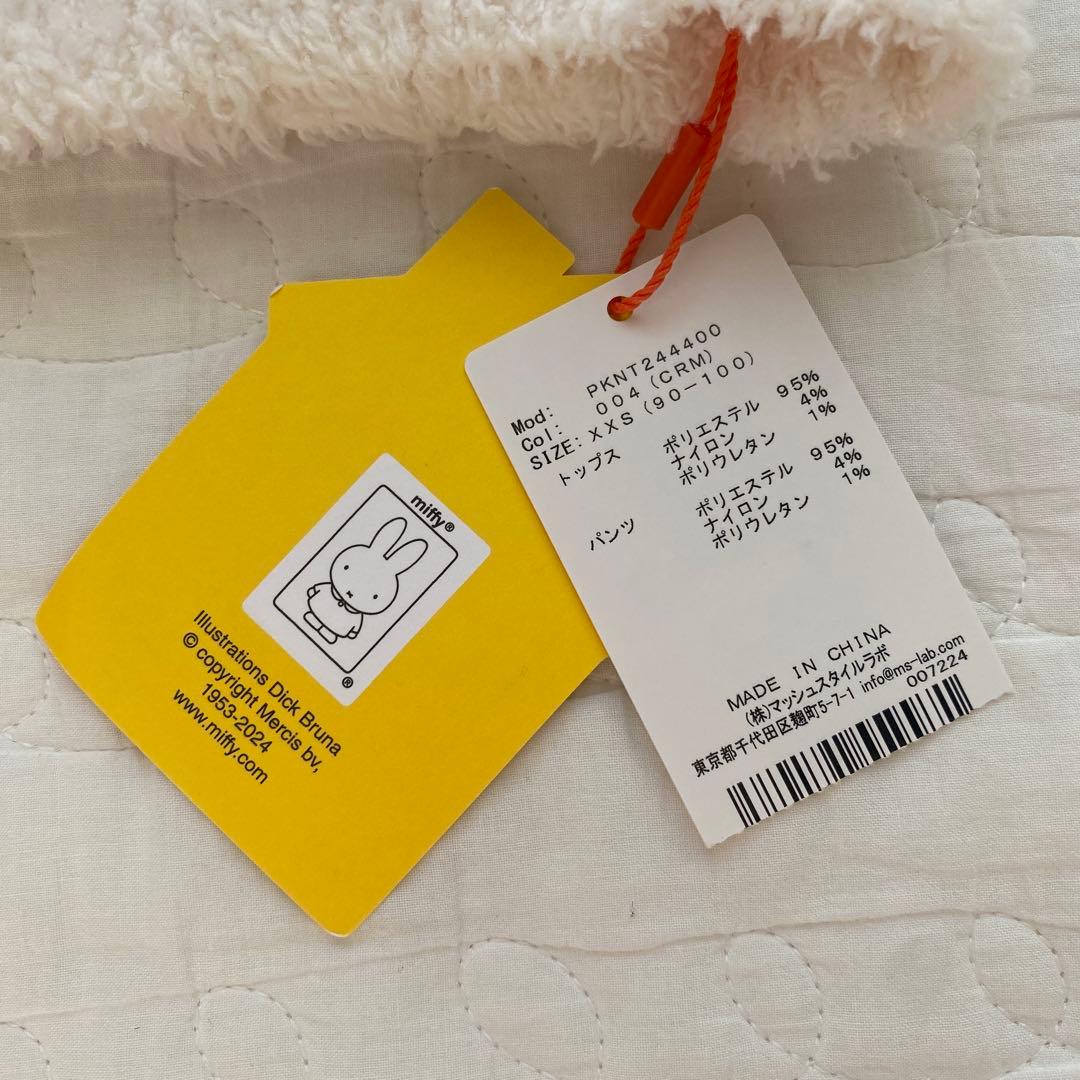 Mod: PKNT244400
Col: 004(CRM)
SIZE: XXS(90-100)
トップス ポリエステル 95%
ナイロン 4%
ポリウレタン 1%
パンツ ポリエステル 95%
ナイロン 4%
ポリウレタン 1%
MADE IN CHINA
(株)マッシュスタイルラボ
東京都千代田区麹町5-7-1 info@ms-lab.com
007224
miffy®
®
Illustrations Dick Bruna
© copyright Mercis bv,
1953-2024
www.miffy.com